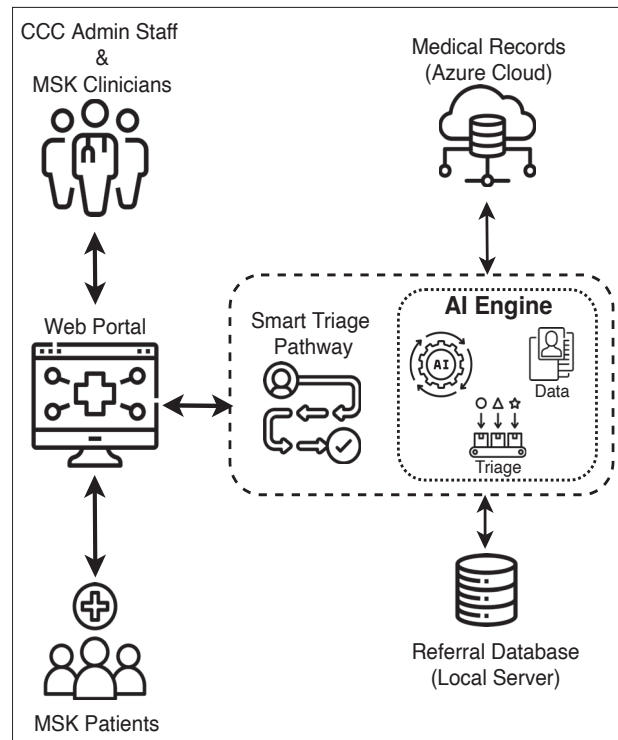 CCC Admin Staff
&
MSK Clinicians
Medical Records
(Azure Cloud)
Web Portal
Smart Triage
Pathway
AI Engine
AI
Data
Triage
MSK Patients
Referral Database
(Local Server)